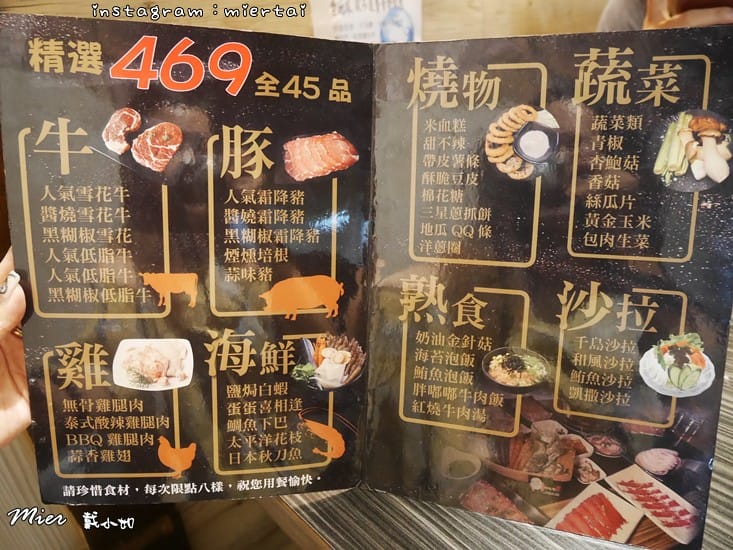 instagram：miertai
精選 469 全45品
牛
人氣雪花牛
醬燒雪花牛
黑糊椒雪花
人氣低脂牛
人氣低脂牛
黑糊椒低脂牛
豚
人氣霜降豬
醬燒霜降豬
黑糊椒霜降豬
煙燻培根
蒜味豬
雞
無骨雞腿肉
泰式酸辣雞腿肉
BBQ 雞腿肉
蒜香雞翅
海鮮
鹽焗白蝦
蛋蛋喜相逢
鯛魚下巴
太平洋花枝
日本秋刀魚
請珍惜食材，每次限點八樣，祝您用餐愉快。
燒物
米血糕
甜不辣
帶皮薯條
酥脆豆皮
棉花糖
三星蔥抓餅
地瓜QQ條
洋蔥圈
蔬菜
蔬菜類
青椒
杏鮑菇
香菇
絲瓜片
黃金玉米
包肉生菜
熟食
奶油金針菇
海苔泡飯
鮪魚泡飯
胖嘟嘟牛肉飯
紅燒牛肉湯
沙拉
千島沙拉
和風沙拉
鮪魚沙拉
凱撒沙拉
Mier 戴小如